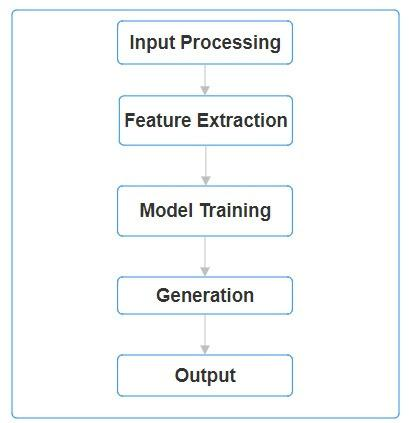 Input Processing
Feature Extraction
Model Training
Generation
Output